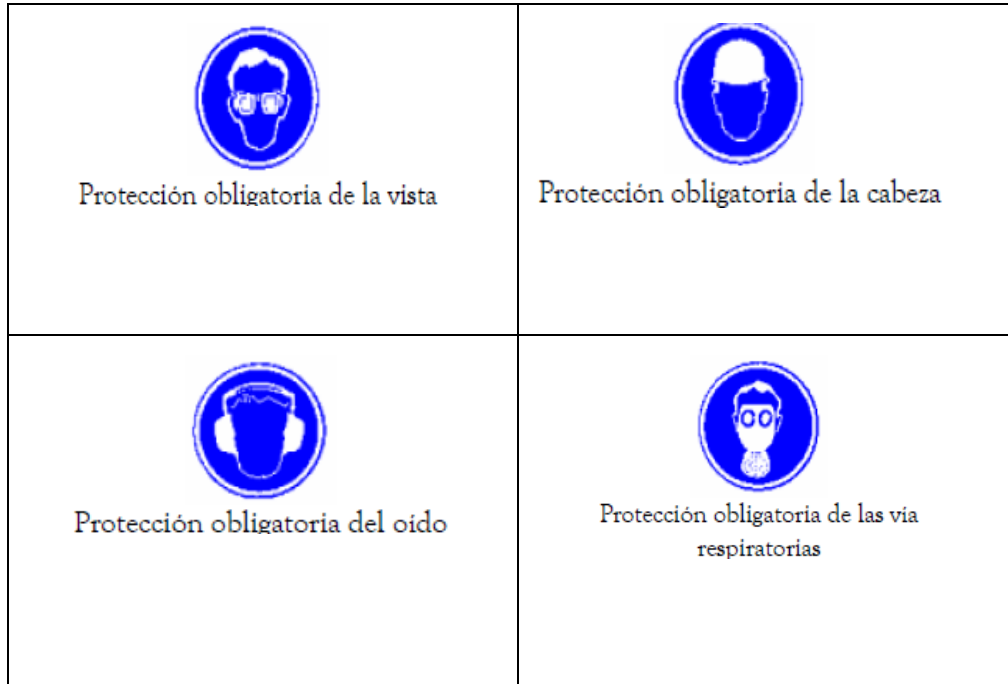 Protección obligatoria de la vista
Protección obligatoria de la cabeza
Protección obligatoria del oído
Protección obligatoria de las vía
respiratorias